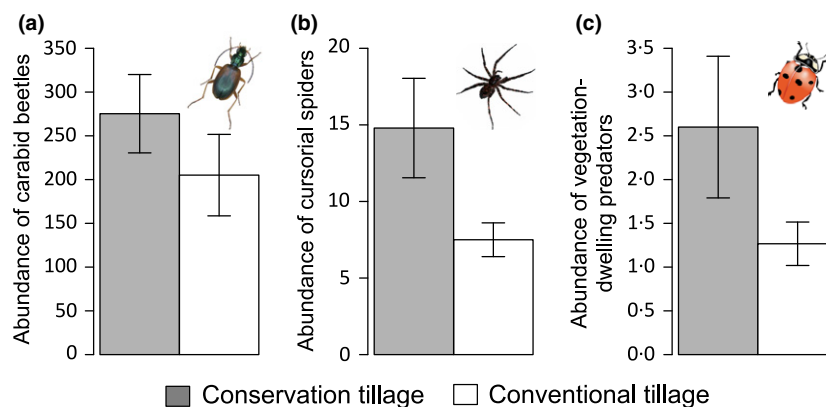 (a)
Abundance of carabid beetles
350
300
250
200
150
100
50
0
(b)
Abundance of cursorial spiders
20
15
10
5
0
(c)
Abundance of vegetation-
dwelling predators
3·0
3·5
2·5
2·0
1·5
1·0
0·5
0·0
Conservation tillage
Conventional tillage